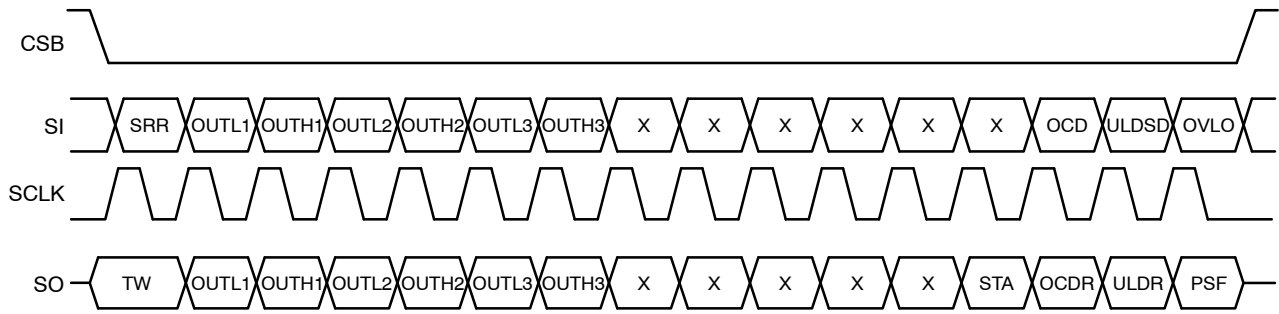 CSB
SI SRR OUTL1 OUTH1 OUTL2 OUTH2 OUTL3 OUTH3 X X X X X X OCD ULDSD OVLO
SCLK
SO TW OUTL1 OUTH1 OUTL2 OUTH2 OUTL3 OUTH3 X X X X X STA OCDR ULDR PSF